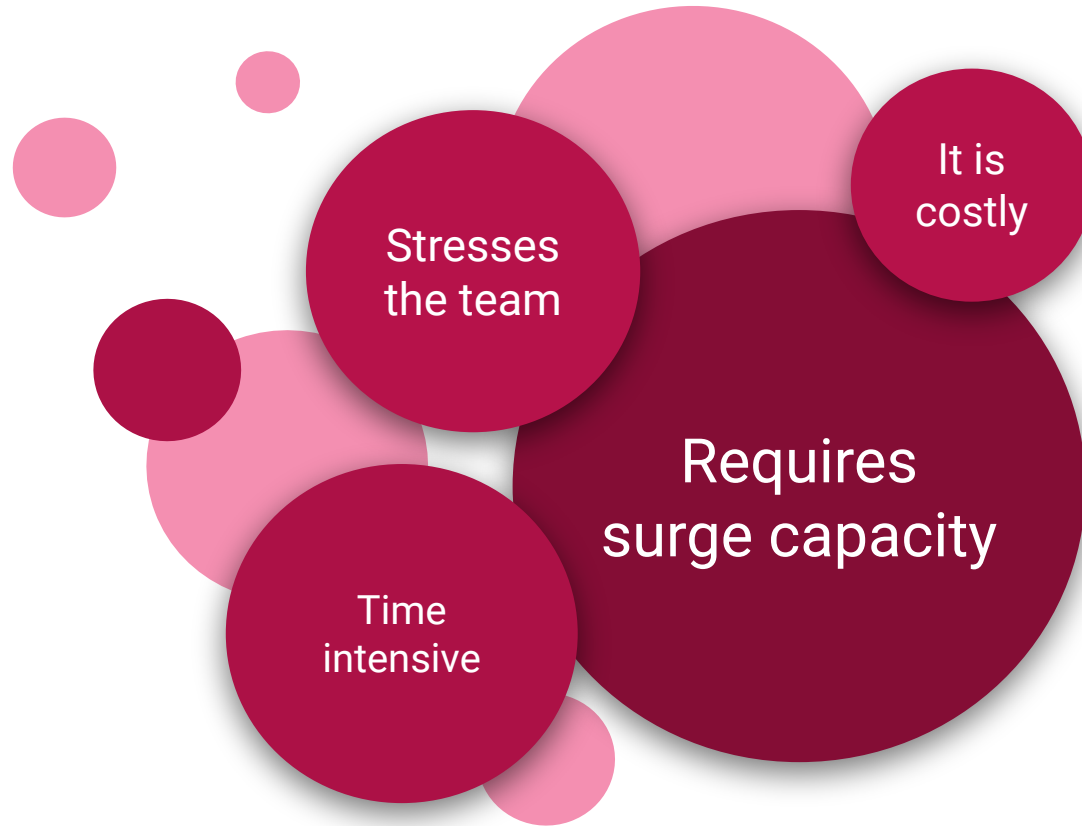 It is
costly
Stresses
the team
Requires
surge capacity
Time
intensive